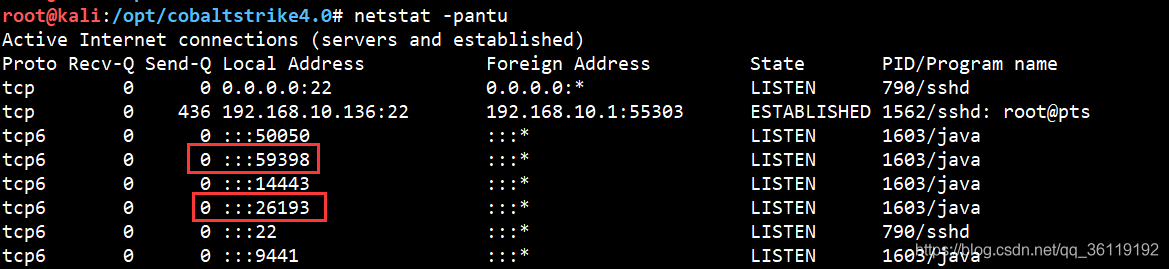 root@kali:/opt/cobaltstrike4.0# netstat -pantu
Active Internet connections (servers and established)
Proto Recv-Q Send-Q Local Address Foreign Address State PID/Program name
tcp 0 0 0.0.0.0:22 0.0.0.0:* LISTEN 790/sshd
tcp 0 436 192.168.10.136:22 192.168.10.1:55303 ESTABLISHED 1562/sshd: root@pts
tcp6 0 0 :::50050 :::* LISTEN 1603/java
tcp6 0 0 :::59398 :::* LISTEN 1603/java
tcp6 0 0 :::14443 :::* LISTEN 1603/java
tcp6 0 0 :::26193 :::* LISTEN 1603/java
tcp6 0 0 :::22 :::* LISTEN 790/sshd
tcp6 0 0 :::9441 :::* LISTEN 1603/java
https://blog.csdn.net/qq_36119192